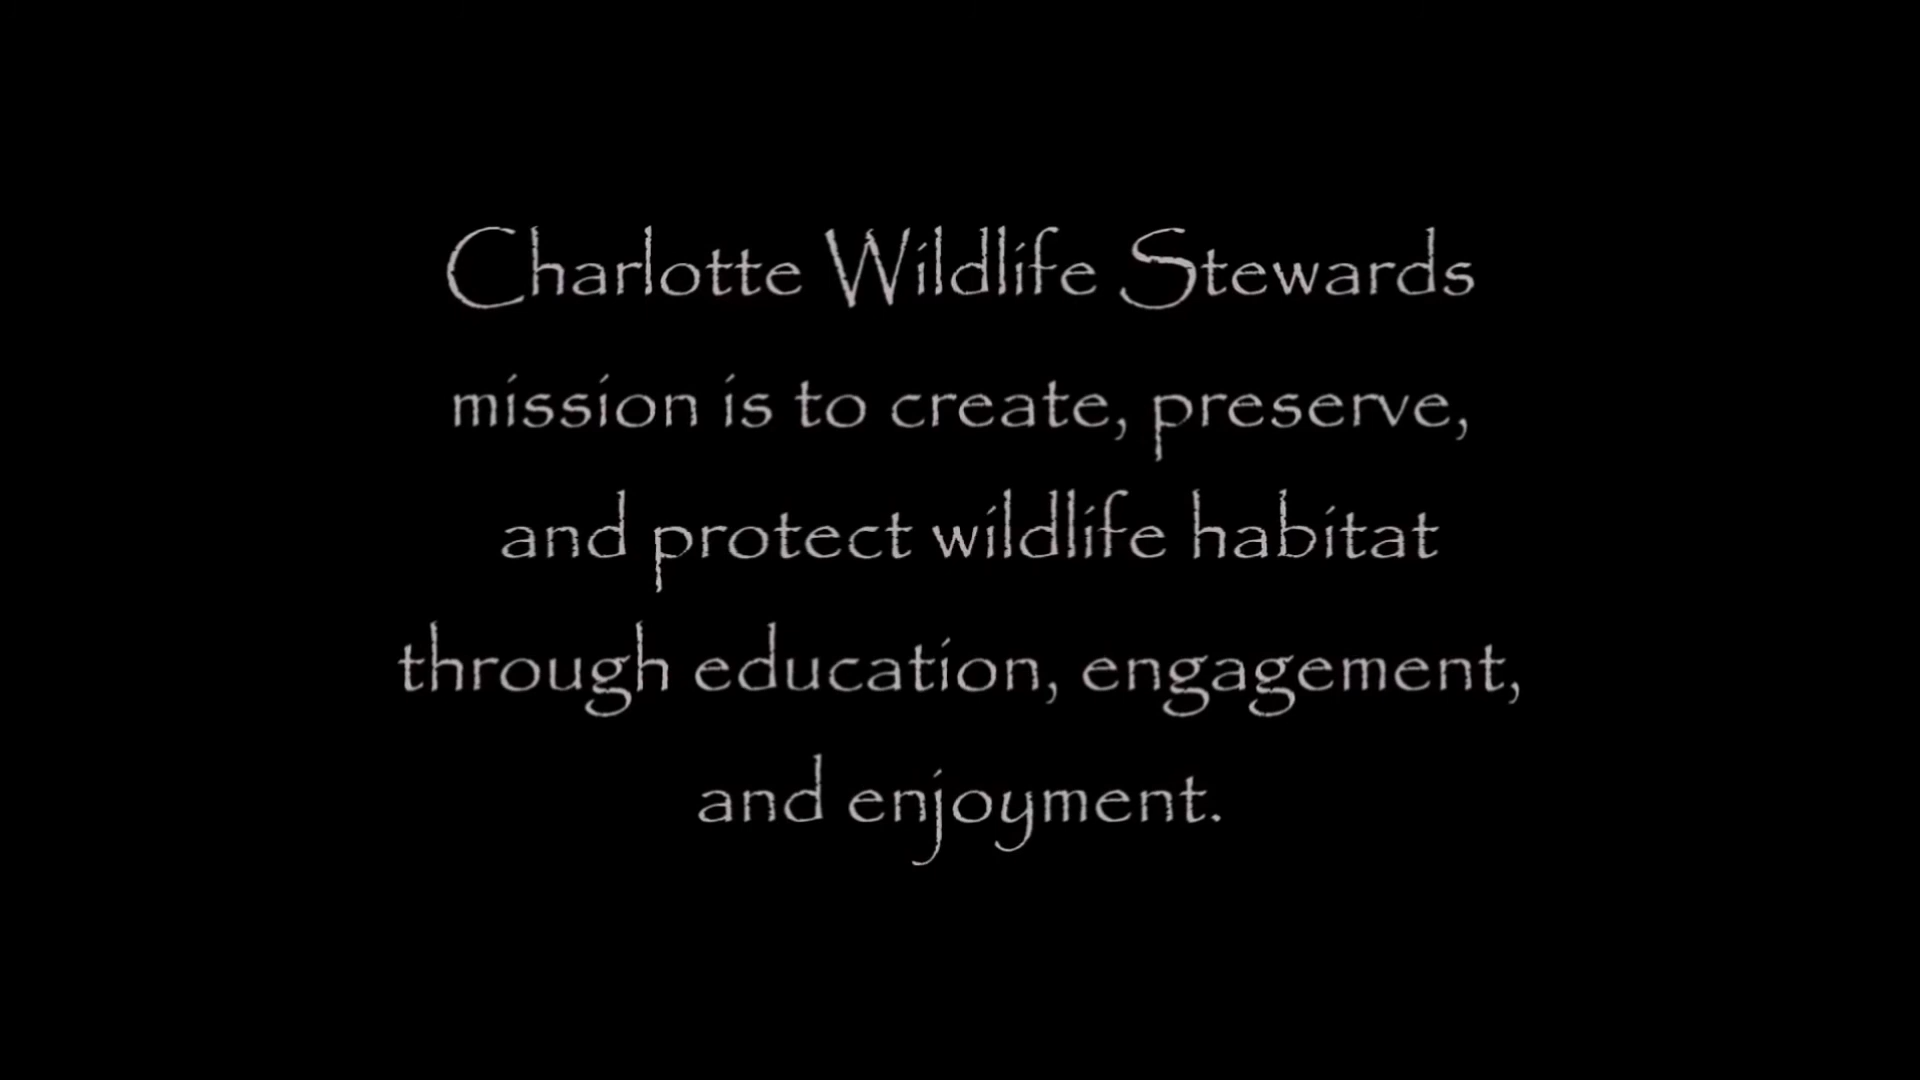 Charlotte Wildlife Stewards
mission is to create, preserve,
and protect wildlife habitat
through education, engagement,
and enjoyment.